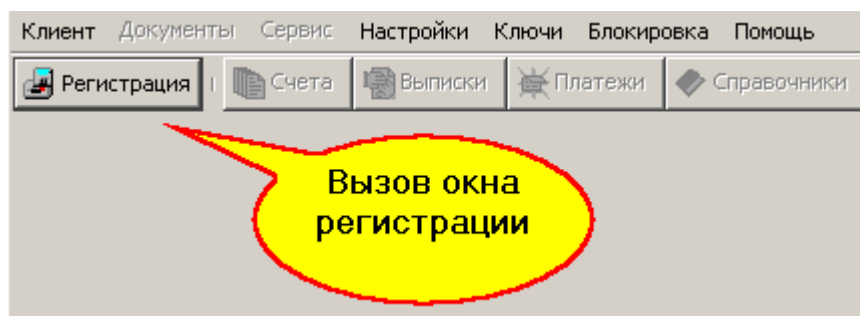 Клиент Документы Сервис Настройки Ключи Блокировка Помощь
Регистрация Счета Выписки Платежи Справочники
Вызов окна
регистрации